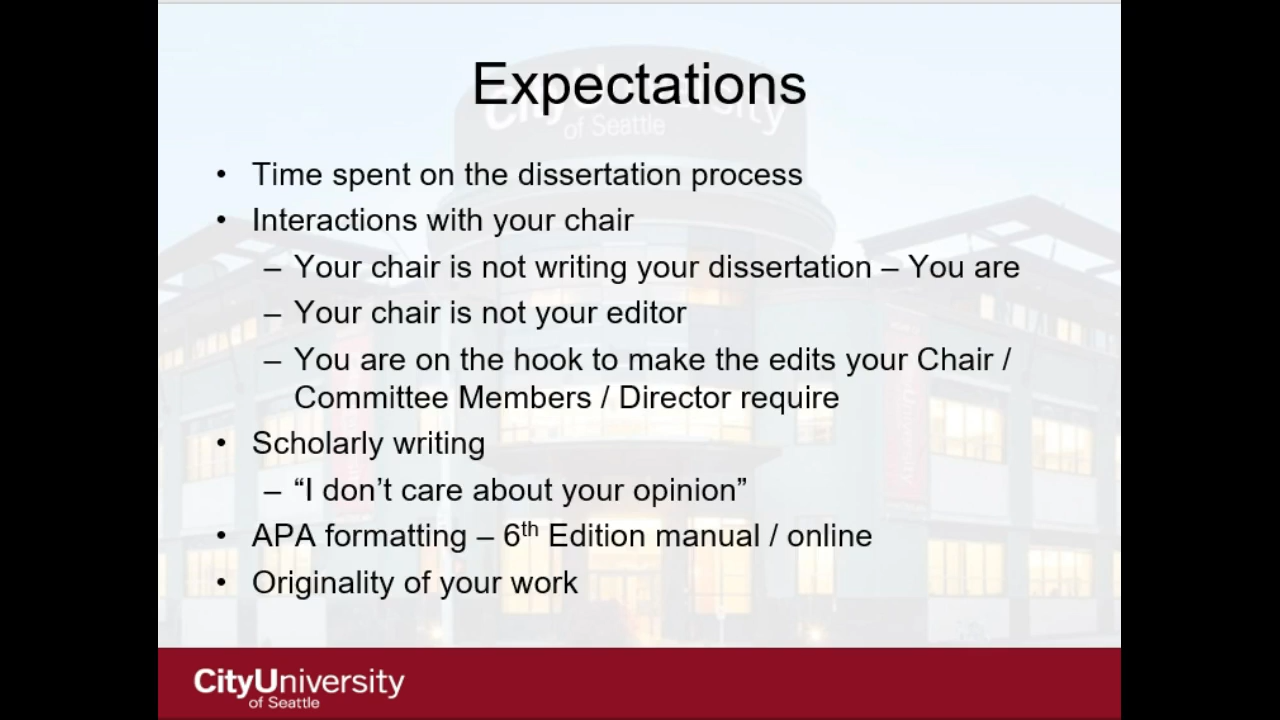 Expectations
• Time spent on the dissertation process
• Interactions with your chair
– Your chair is not writing your dissertation – You are
– Your chair is not your editor
– You are on the hook to make the edits your Chair /
Committee Members / Director require
• Scholarly writing
– “I don’t care about your opinion”
• APA formatting – 6th Edition manual / online
• Originality of your work
CityUniversity
of Seattle